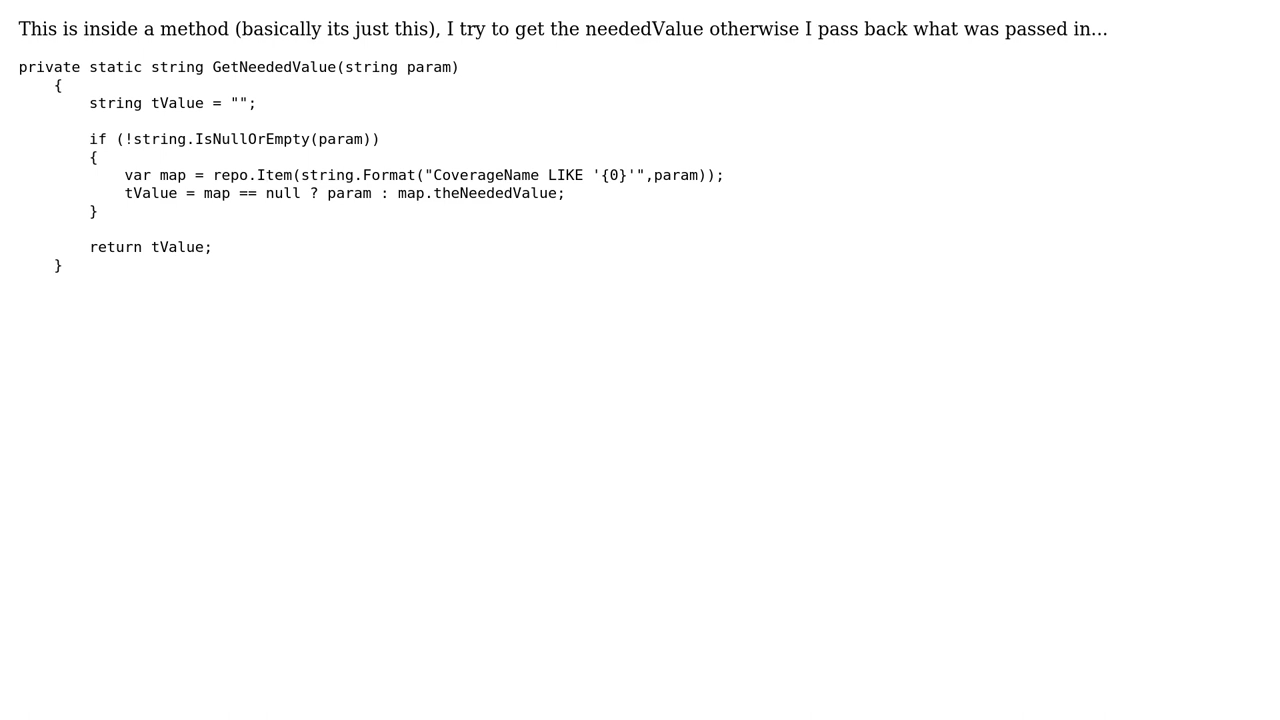 This is inside a method (basically its just this), I try to get the neededValue otherwise I pass back what was passed in...
private static string GetNeededValue(string param)
    {
        string tValue = "";

        if (!string.IsNullOrEmpty(param))
        {
            var map = repo.Item(string.Format("CoverageName LIKE '{0}'",param));
            tValue = map == null ? param : map.theNeededValue;
        }

        return tValue;
    }